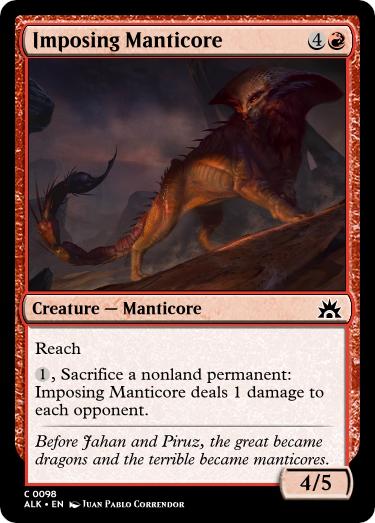 Imposing Manticore 4
Creature — Manticore
Reach
1, Sacrifice a nonland permanent:
Imposing Manticore deals 1 damage to
each opponent.
Before Jahan and Piruz, the great became
dragons and the terrible became manticores.
4/5
C 0098
ALK • EN Juan Pablo Correndor